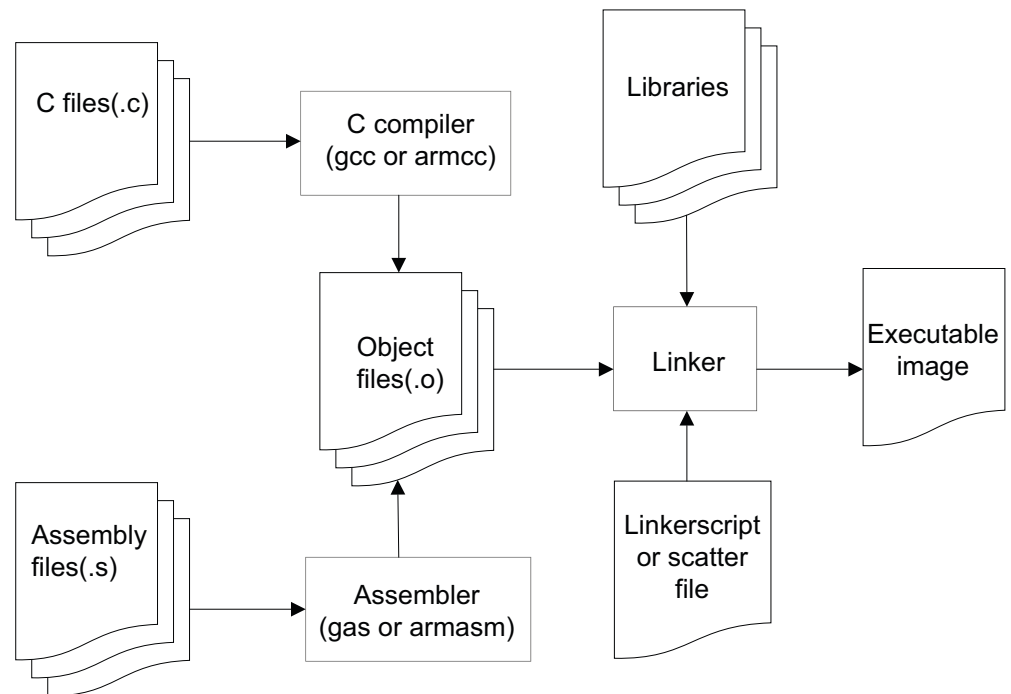 C files(.c)
C compiler
(gcc or armcc)
Libraries
Object
files(.o)
Linker
Executable
image
Assembly
files(.s)
Assembler
(gas or armasm)
Linkerscript
or scatter
file